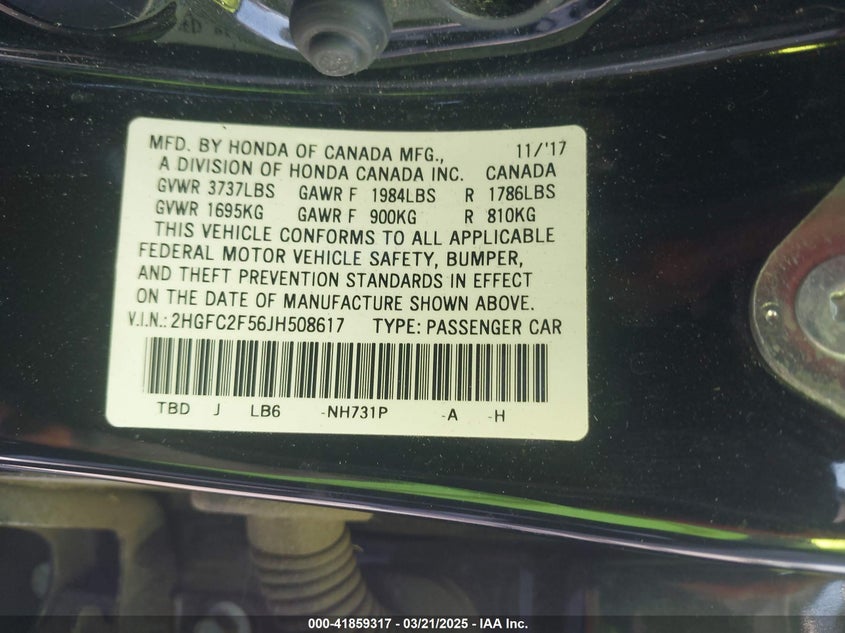 MFD. BY HONDA OF CANADA MFG., 11/'17
A DIVISION OF HONDA CANADA INC. CANADA
GVWR 3737LBS GAWR F 1984LBS R 1786LBS
GVWR 1695KG GAWR F 900KG R 810KG
THIS VEHICLE CONFORMS TO ALL APPLICABLE
FEDERAL MOTOR VEHICLE SAFETY, BUMPER,
AND THEFT PREVENTION STANDARDS IN EFFECT
ON THE DATE OF MANUFACTURE SHOWN ABOVE.
V.I.N.: 2HGFC2F56JH508617 TYPE: PASSENGER CAR
TBD J LB6 -NH731P -A -H
000-41859317 - 03/21/2025 - IAA Inc.